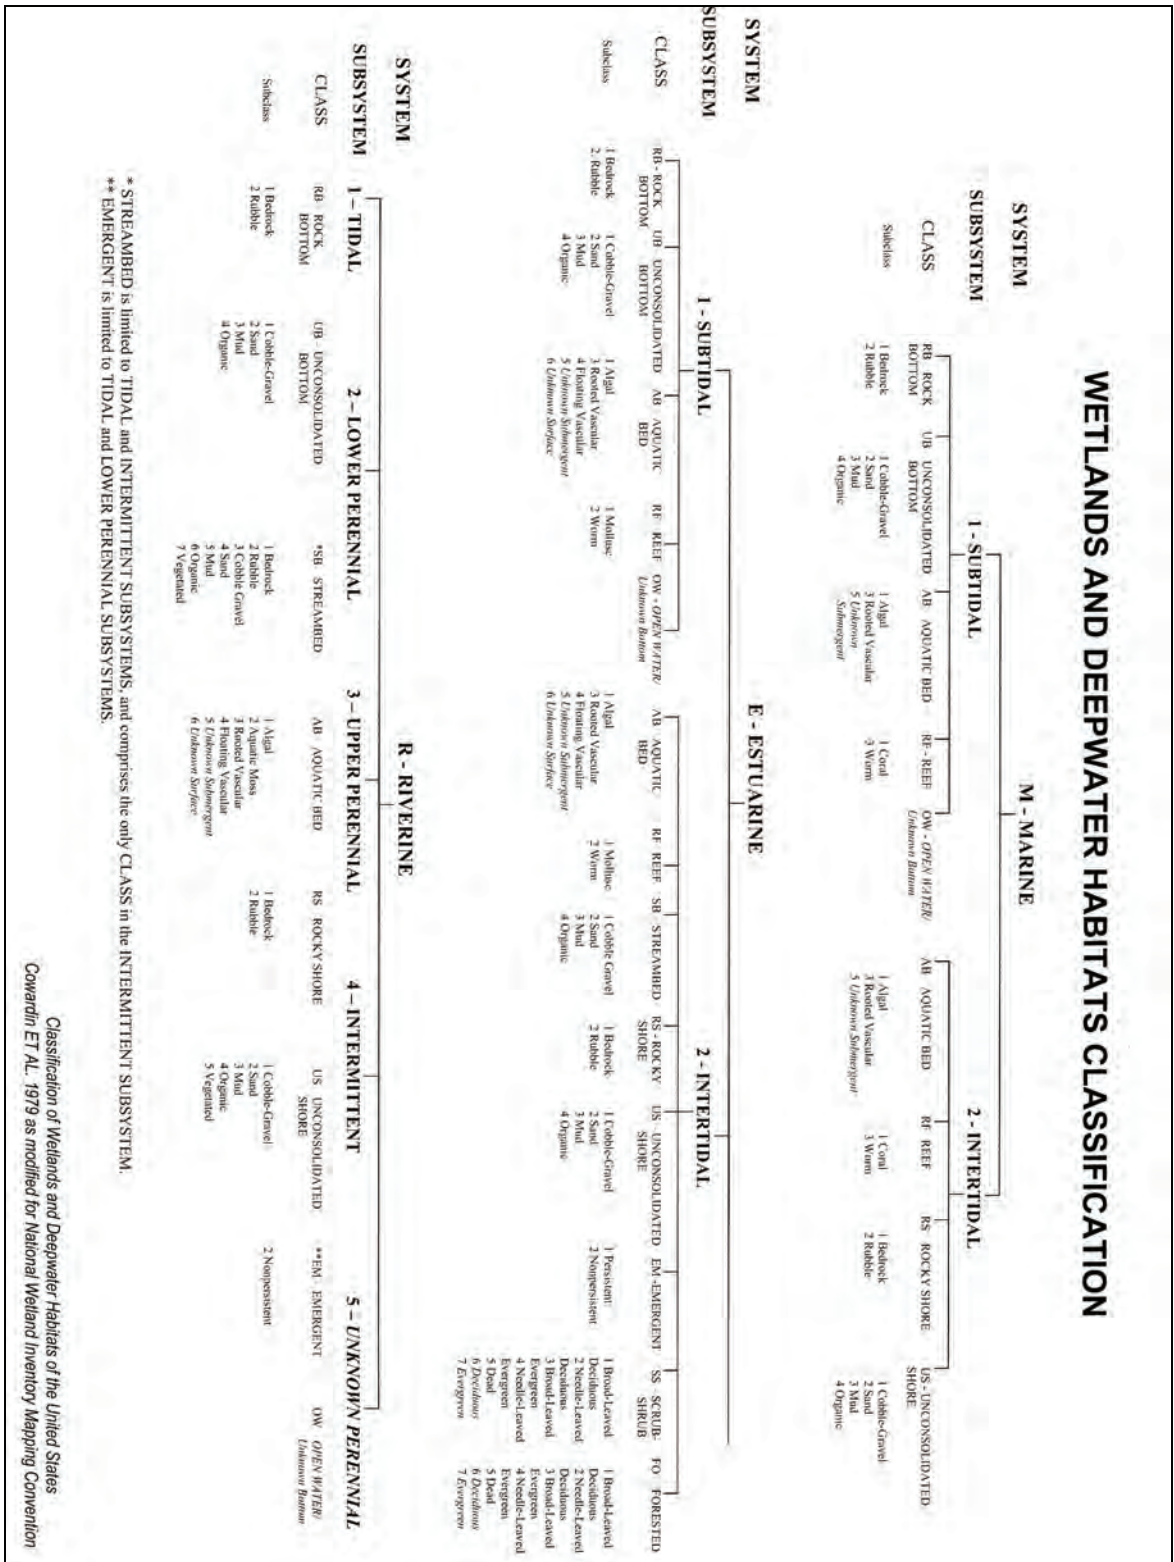 WETLANDS AND DEEPWATER HABITATS CLASSIFICATION
SYSTEM
M - MARINE
SUBSYSTEM
1 - SUBTIDAL
2 - INTERTIDAL
CLASS
RB ROCK
BOTTOM
UB UNCONSOLIDATED
BOTTOM
AB AQUATIC BED
RF - REEF
OW - OPEN WATER/
Unknown Bottom
AB AQUATIC BED
RF REEF
RS ROCKY SHORE
US - UNCONSOLIDATED
SHORE
Subclass
1 Bedrock
2 Rubble
1 Cobble-Gravel
2 Sand
3 Mud
4 Organic
1 Algal
3 Rooted Vascular
5 Unknown
Submergent
1 Coral
3 Worm
1 Algal
3 Rooted Vascular
5 Unknown Submergent
1 Coral
3 Worm
1 Bedrock
2 Rubble
1 Cobble-Gravel
2 Sand
3 Mud
4 Organic
SYSTEM
E - ESTUARINE
SUBSYSTEM
1 - SUBTIDAL
2 - INTERTIDAL
CLASS
RB - ROCK
BOTTOM
UB UNCONSOLIDATED
BOTTOM
AB AQUATIC
BED
RF REEF
OW - OPEN WATER/
Unknown Bottom
AB AQUATIC
BED
RF REEF
SB STREAMBED
RS - ROCKY
SHORE
US - UNCONSOLIDATED
SHORE
EM -EMERGENT
SS SCRUB-
SHRUB
FO FORESTED
Subclass
1 Bedrock
2. Rubble
1 Cobble-Gravel
2 Sand
3 Mud
4 Organic
1 Algal
3 Rooted Vascular
4 Floating Vascular
5 Unknown Submergent
6 Unknown Surface
1 Mollusc
2 Worm
1 Algal
3 Rooted Vascular
4 Floating Vascular
5 Unknown Submergent
6 Unknown Surface
1 Mollusc
2 Worm
1 Cobble Gravel
2 Sand
3 Mud
4 Organic
1 Bedrock
2 Rubble
1 Cobble-Gravel
2 Sand
3 Mud
4 Organic
1 Persistent
2 Nonpersistent
1 Broad-Leaved
Deciduous
2 Needle-Leaved
Deciduous
3 Broad-Leaved
Evergreen
4 Needle-Leaved
Evergreen
5 Dead
6 Deciduous
7 Evergreen
1 Broad-Leaved
Deciduous
2 Needle-Leaved
Deciduous
3 Broad-Leaved
Evergreen
4 Needle-Leaved
Evergreen
5 Dead
6 Deciduous
7 Evergreen
SYSTEM
R - RIVERINE
SUBSYSTEM
1 – TIDAL
2 – LOWER PERENNIAL
3 – UPPER PERENNIAL
4 – INTERMITTENT
5 – UNKNOWN PERENNIAL
CLASS
RB ROCK
BOTTOM
UB - UNCONSOLIDATED
BOTTOM
*SB STREAMBED
AB AQUATIC BED
RS ROCKY SHORE
US UNCONSOLIDATED
SHORE
**EM - EMERGENT
OW OPEN WATER/
Unknown Bottom
Subclass
1 Bedrock
2 Rubble
1 Cobble-Gravel
2 Sand
3 Mud
4 Organic
1 Bedrock
2 Rubble
3 Cobble Gravel
4 Sand
5 Mud
6 Organic
7 Vegetated
1 Algal
2 Aquatic Moss
3 Rooted Vascular
4 Floating Vascular
5 Unknown Submergent
6 Unknown Surface
1 Bedrock
2 Rubble
1 Cobble-Gravel
2 Sand
3 Mud
4 Organic
5 Vegetated
2 Nonpersistent
* STREAMBED is limited to TIDAL and INTERMITTENT SUBSYSTEMS, and comprises the only CLASS in the INTERMITTENT SUBSYSTEM.
** EMERGENT is limited to TIDAL and LOWER PERENNIAL SUBSYSTEMS.
Classification of Wetlands and Deepwater Habitats of the United States
Cowardin ET AL. 1979 as modified for National Wetland Inventory Mapping Convention